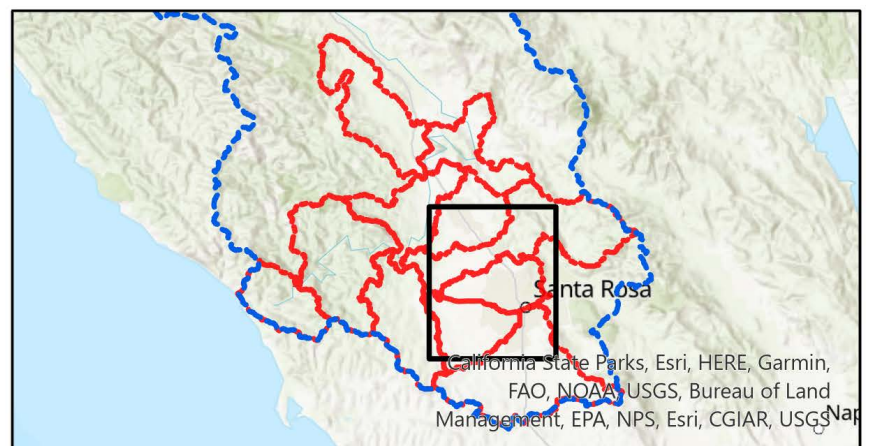 Santa Rosa
California State Parks, Esri, HERE, Garmin,
FAO, NOAA, USGS, Bureau of Land
Management, EPA, NPS, Esri, CGIAR, USGS
Nap